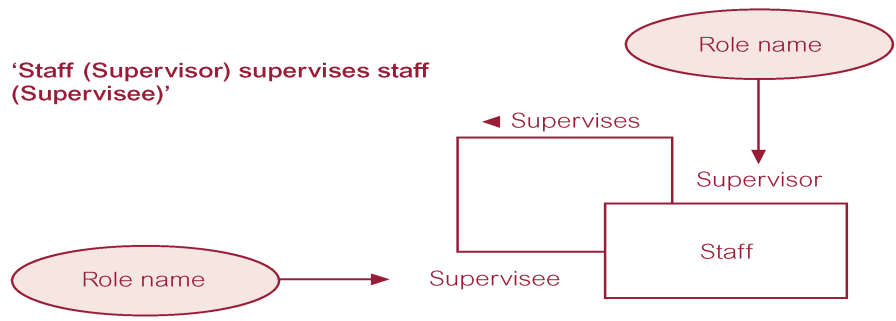 Role name
‘Staff (Supervisor) supervises staff
(Supervisee)’
◄ Supervises
Supervisor
Staff
Role name
Supervisee